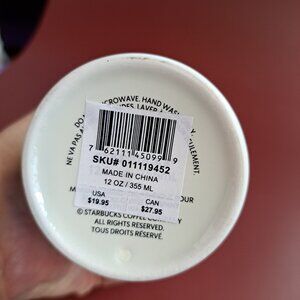 MICROWAVE. HAND WASH
NE VA PAS A
7 62111 45099 9
SKU# 011119452
MADE IN CHINA
12 OZ / 355 ML
USA
$19.95
CAN
$27.95
© STARBUCKS COFFEE COMPANY
ALL RIGHTS RESERVED.
TOUS DROITS RÉSERVÉ.